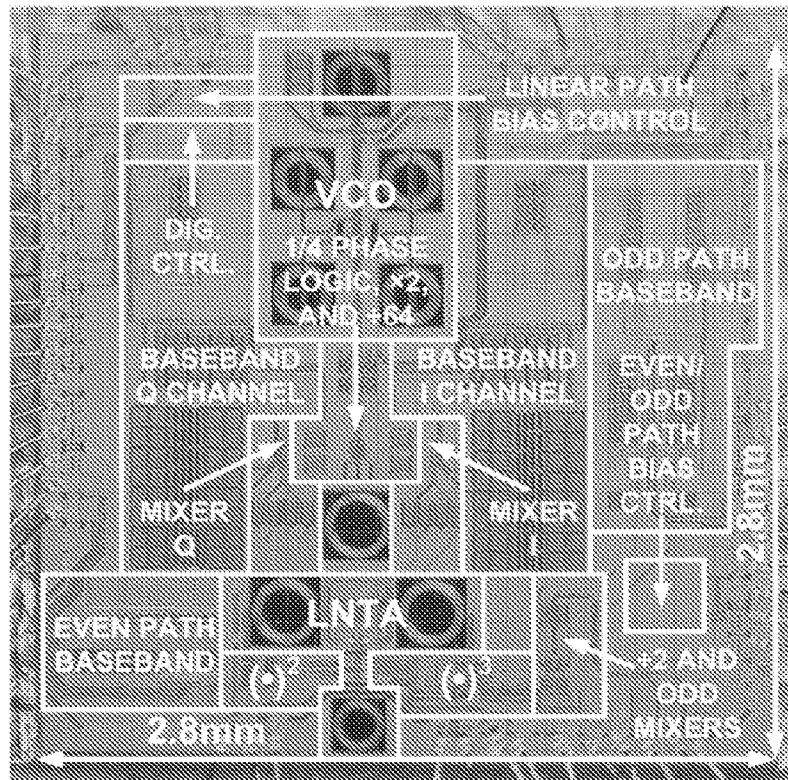 LINEAR PATH
BIAS CONTROL
VCO
DIG.
CTRL.
1/4 PHASE
LOGIC, ×2,
AND ÷64
ODD PATH
BASEBAND
BASEBAND
Q CHANNEL
BASEBAND
I CHANNEL
EVEN/
ODD
PATH
BIAS
CTRL.
MIXER
Q
MIXER
I
2.8mm
EVEN PATH
BASEBAND
LNTA
(•)²
(•)³
÷2 AND
ODD
MIXERS
2.8mm